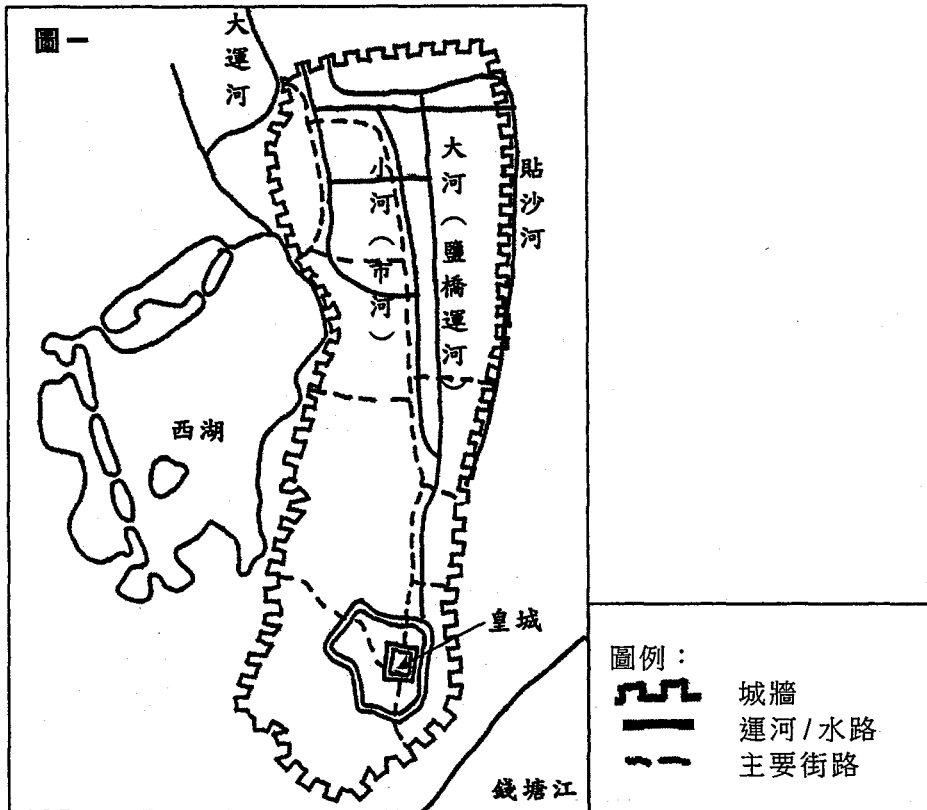 圖一
大運河
小河（市河）
大河（鹽橋運河）
貼沙河
西湖
皇城
錢塘江
圖例：
城牆
運河/水路
主要街路